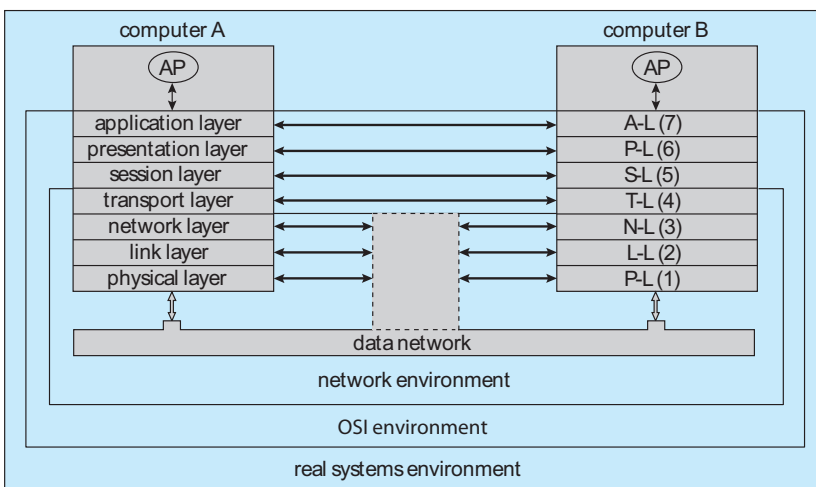 computer A
computer B
AP
AP
application layer
A-L (7)
presentation layer
P-L (6)
session layer
S-L (5)
transport layer
T-L (4)
network layer
N-L (3)
link layer
L-L (2)
physical layer
P-L (1)
data network
network environment
OSI environment
real systems environment